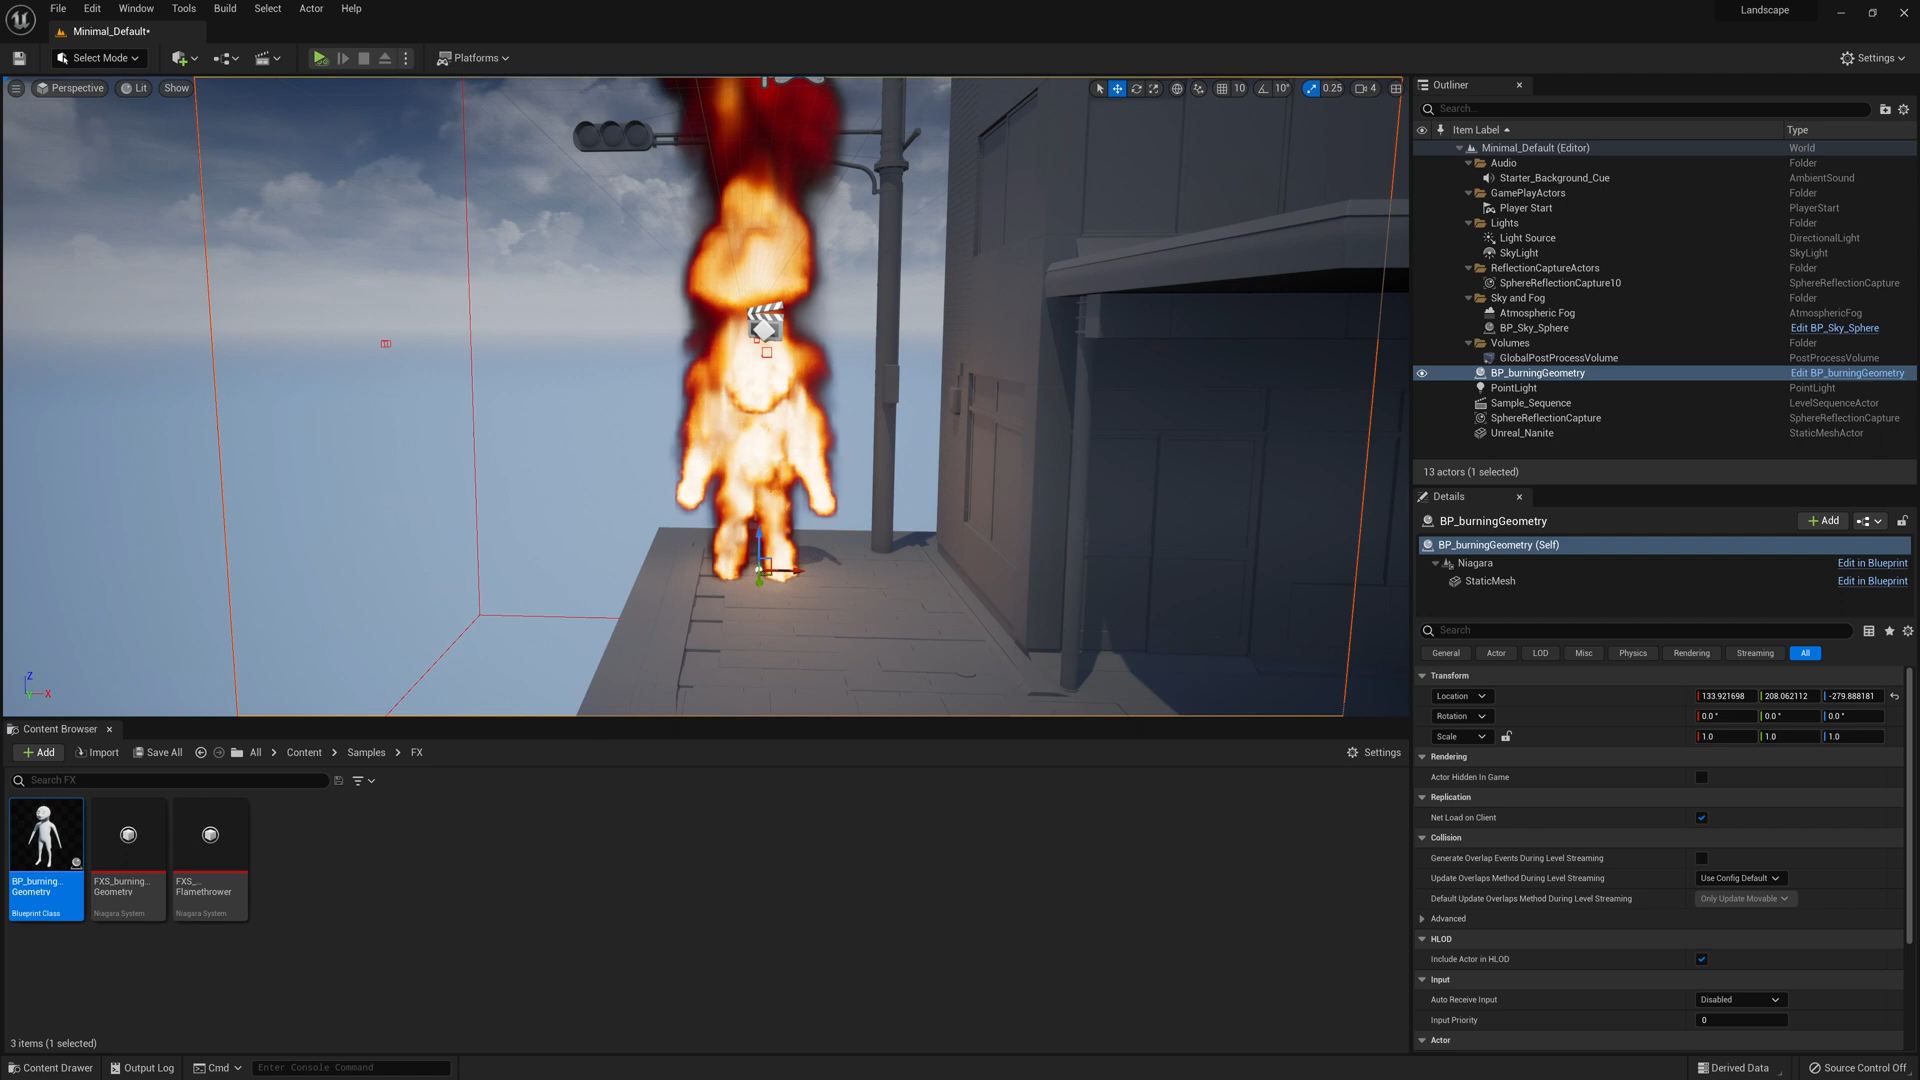 File Edit Window Tools Build Select Actor Help
Landscape
Minimal_Default*
Select Mode
Platforms
Settings
Perspective
Lit
Show
10
10°
0.25
4
Z
Y
X
Outliner
Search...
Item Label Type
Minimal_Default (Editor) World
Audio Folder
Starter_Background_Cue AmbientSound
GamePlayActors Folder
Player Start PlayerStart
Lights Folder
Light Source DirectionalLight
SkyLight SkyLight
ReflectionCaptureActors Folder
SphereReflectionCapture10 SphereReflectionCapture
Sky and Fog Folder
Atmospheric Fog AtmosphericFog
BP_Sky_Sphere Edit BP_Sky_Sphere
Volumes Folder
GlobalPostProcessVolume PostProcessVolume
BP_burningGeometry Edit BP_burningGeometry
PointLight PointLight
Sample_Sequence LevelSequenceActor
SphereReflectionCapture SphereReflectionCapture
Unreal_Nanite StaticMeshActor
13 actors (1 selected)
Details
BP_burningGeometry
Add
BP_burningGeometry (Self)
Niagara Edit in Blueprint
StaticMesh Edit in Blueprint
Search
General Actor LOD Misc Physics Rendering Streaming All
Transform
Location 133.921698 208.062112 -279.888181
Rotation 0.0° 0.0° 0.0°
Scale 1.0 1.0 1.0
Rendering
Actor Hidden In Game
Replication
Net Load on Client
Collision
Generate Overlap Events During Level Streaming
Update Overlaps Method During Level Streaming Use Config Default
Default Update Overlaps Method During Level Streaming Only Update Movable
Advanced
HLOD
Include Actor in HLOD
Input
Auto Receive Input Disabled
Input Priority 0
Actor
Content Browser
Add Import Save All All Content Samples FX Settings
Search FX
BP_burning...
Geometry
Blueprint Class
FXS_burning...
Geometry
Niagara System
FXS_...
Flamethrower
Niagara System
3 items (1 selected)
Content Drawer Output Log Cmd Enter Console Command Derived Data Source Control Off